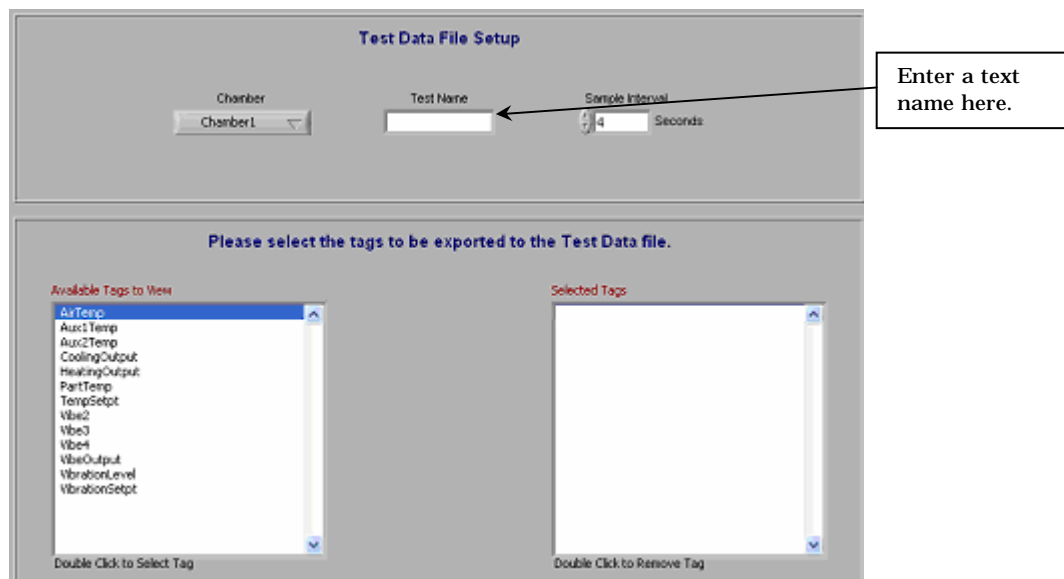 Test Data File Setup
Enter a text
name here.
Chamber
Test Name
Sample Interval
Chamber1
4
Seconds
Please select the tags to be exported to the Test Data file.
Available Tags to View
Selected Tags
AirTemp
Aux1Temp
Aux2Temp
CoolingOutput
HeatingOutput
PartTemp
TempSetpt
Vibe2
Vibe3
Vibe4
VibeOutput
VibrationLevel
VibrationSetpt
Double Click to Select Tag
Double Click to Remove Tag